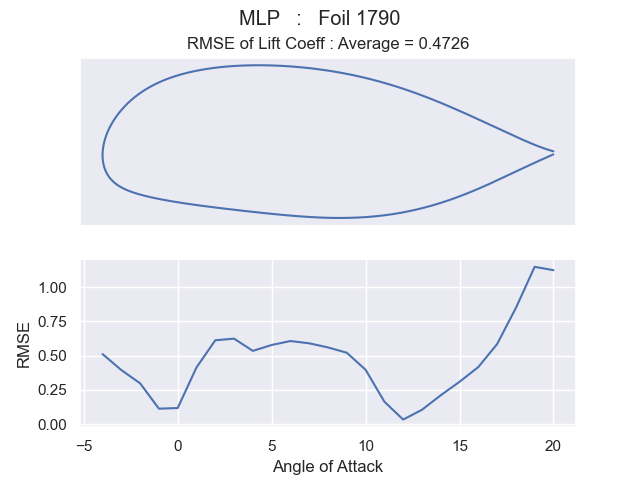 MLP : Foil 1790
RMSE of Lift Coeff : Average = 0.4726
1.00
0.75
0.50
0.25
0.00
RMSE
−5 0 5 10 15 20
Angle of Attack